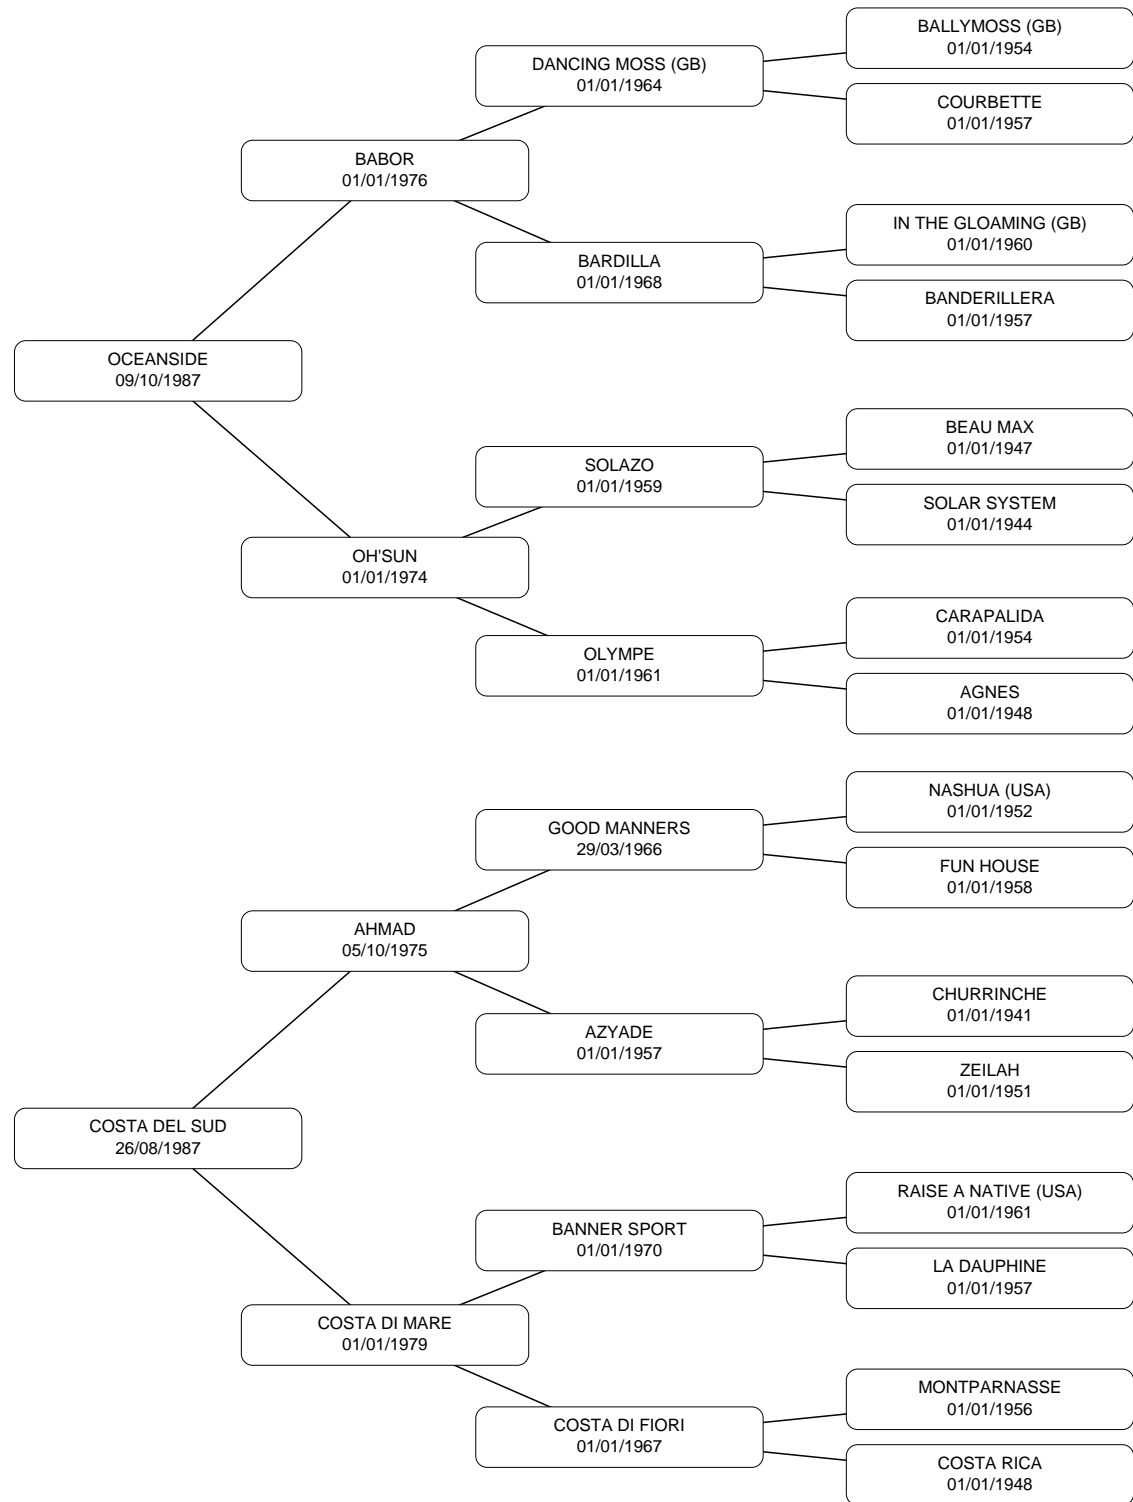 BALLYMOSS (GB)
01/01/1954
DANCING MOSS (GB)
01/01/1964
COURBETTE
01/01/1957
BABOR
01/01/1976
IN THE GLOAMING (GB)
01/01/1960
BARDILLA
01/01/1968
BANDERILLERA
01/01/1957
OCEANSIDE
09/10/1987
BEAU MAX
01/01/1947
SOLAZO
01/01/1959
SOLAR SYSTEM
01/01/1944
OH'SUN
01/01/1974
CARAPALIDA
01/01/1954
OLYMPE
01/01/1961
AGNES
01/01/1948
NASHUA (USA)
01/01/1952
GOOD MANNERS
29/03/1966
FUN HOUSE
01/01/1958
AHMAD
05/10/1975
CHURRINCHE
01/01/1941
AZYADE
01/01/1957
ZEILAH
01/01/1951
COSTA DEL SUD
26/08/1987
RAISE A NATIVE (USA)
01/01/1961
BANNER SPORT
01/01/1970
LA DAUPHINE
01/01/1957
COSTA DI MARE
01/01/1979
MONTPARNASSE
01/01/1956
COSTA DI FIORI
01/01/1967
COSTA RICA
01/01/1948